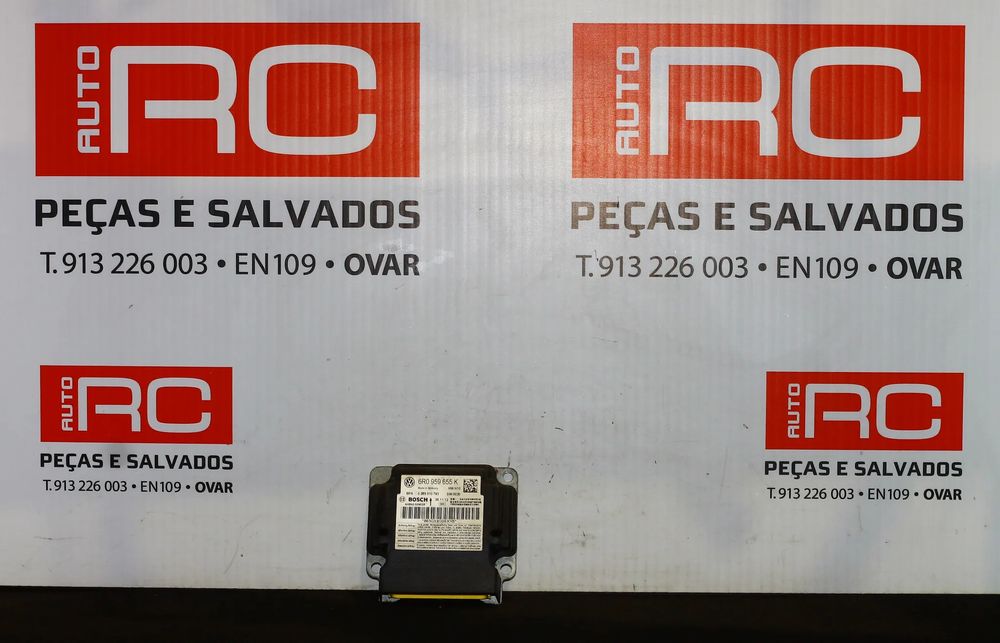 AUTO RC
PEÇAS E SALVADOS
T. 913 226 003 • EN109 • OVAR
AUTO RC
PEÇAS E SALVADOS
T. 913 226 003 • EN109 • OVAR
AUTO RC
PEÇAS E SALVADOS
T. 913 226 003 • EN109 • OVAR
AUTO RC
PEÇAS E SALVADOS
T. 913 226 003 • EN109 • OVAR
6R0 959 655 K
BOSCH